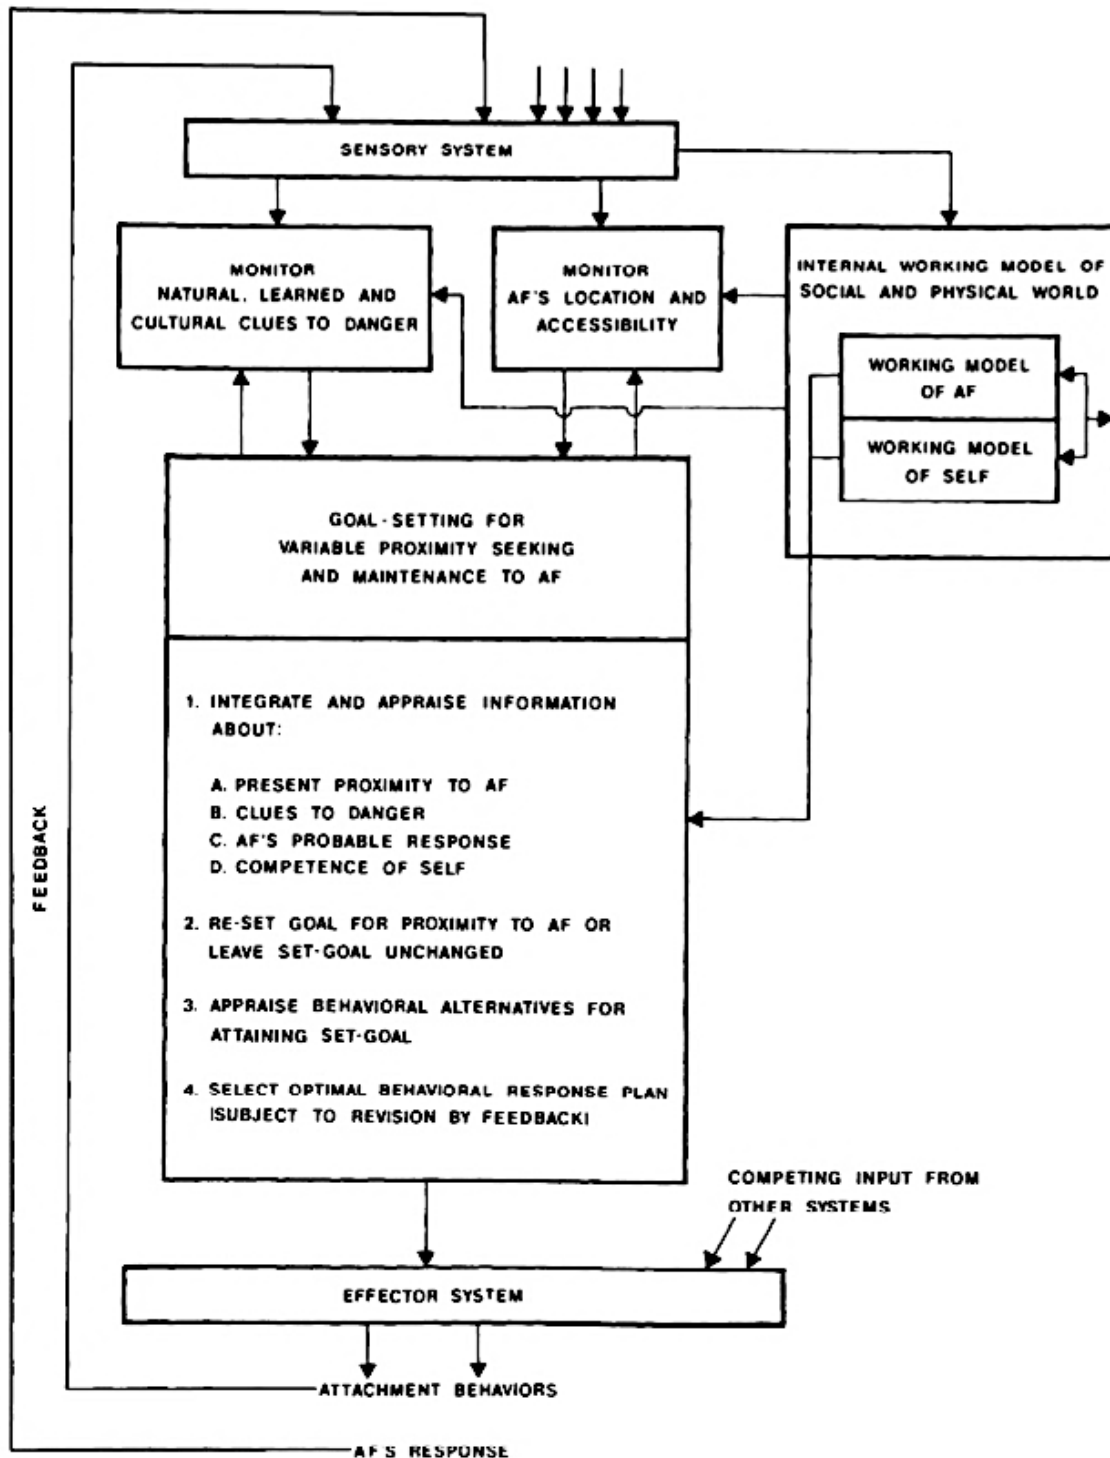 SENSORY SYSTEM
MONITOR
NATURAL, LEARNED AND
CULTURAL CLUES TO DANGER
MONITOR
AF'S LOCATION AND
ACCESSIBILITY
INTERNAL WORKING MODEL OF
SOCIAL AND PHYSICAL WORLD
WORKING MODEL
OF AF
WORKING MODEL
OF SELF
GOAL-SETTING FOR
VARIABLE PROXIMITY SEEKING
AND MAINTENANCE TO AF
1. INTEGRATE AND APPRAISE INFORMATION
ABOUT:
A. PRESENT PROXIMITY TO AF
B. CLUES TO DANGER
C. AF'S PROBABLE RESPONSE
D. COMPETENCE OF SELF
2. RE-SET GOAL FOR PROXIMITY TO AF OR
LEAVE SET-GOAL UNCHANGED
3. APPRAISE BEHAVIORAL ALTERNATIVES FOR
ATTAINING SET-GOAL
4. SELECT OPTIMAL BEHAVIORAL RESPONSE PLAN
(SUBJECT TO REVISION BY FEEDBACK)
FEEDBACK
COMPETING INPUT FROM
OTHER SYSTEMS
EFFECTOR SYSTEM
ATTACHMENT BEHAVIORS
AF'S RESPONSE